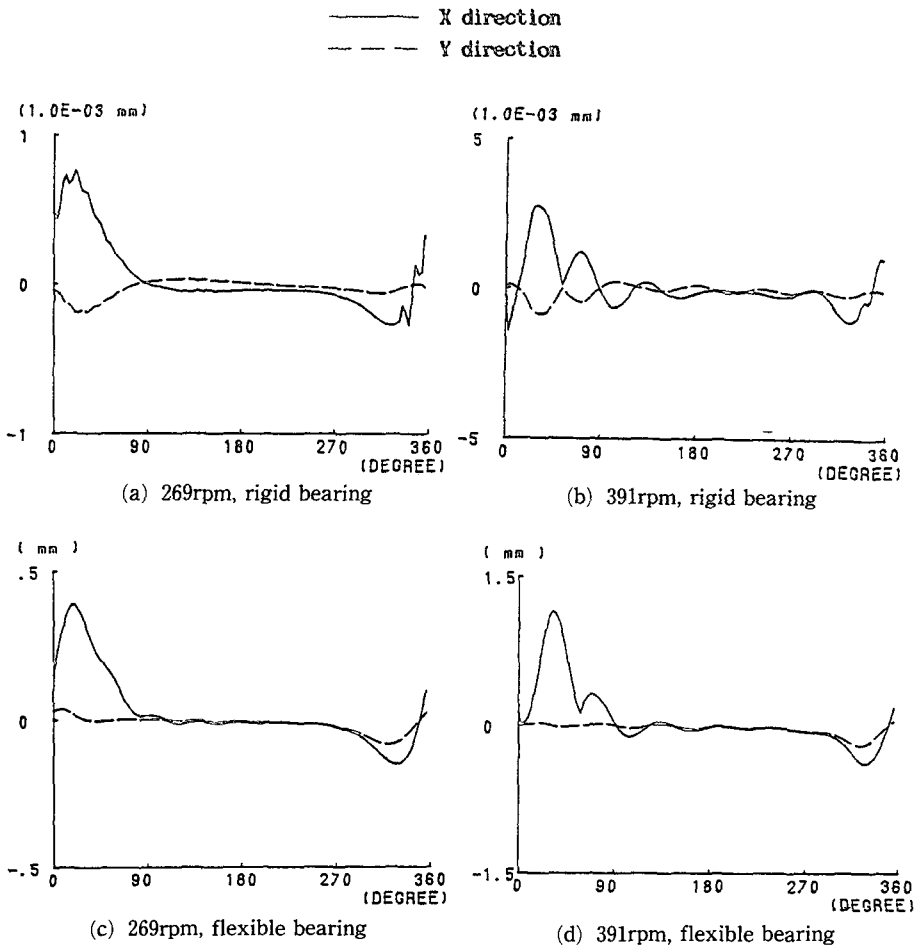 X direction
Y direction
(1.0E-03 mm)
1
0
-1
0 90 180 270 360
(DEGREE)
(a) 269rpm, rigid bearing
(1.0E-03 mm)
5
0
-5
0 90 180 270 360
(DEGREE)
(b) 391rpm, rigid bearing
( mm )
.5
0
-.5
0 90 180 270 360
(DEGREE)
(c) 269rpm, flexible bearing
( mm )
1.5
0
-1.5
0 90 180 270 360
(DEGREE)
(d) 391rpm, flexible bearing